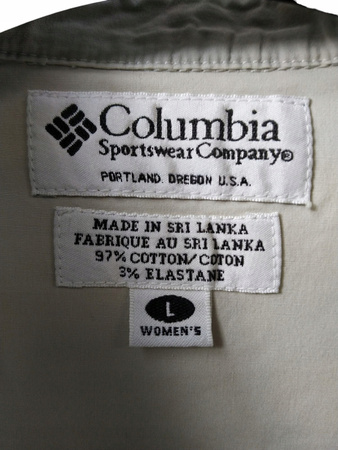 Columbia
Sportswear Company®
PORTLAND OREGON U.S.A.
MADE IN SRI LANKA
FABRIQUE AU SRI LANKA
97% COTTON/COTON
3% ELASTANE
L
WOMEN'S